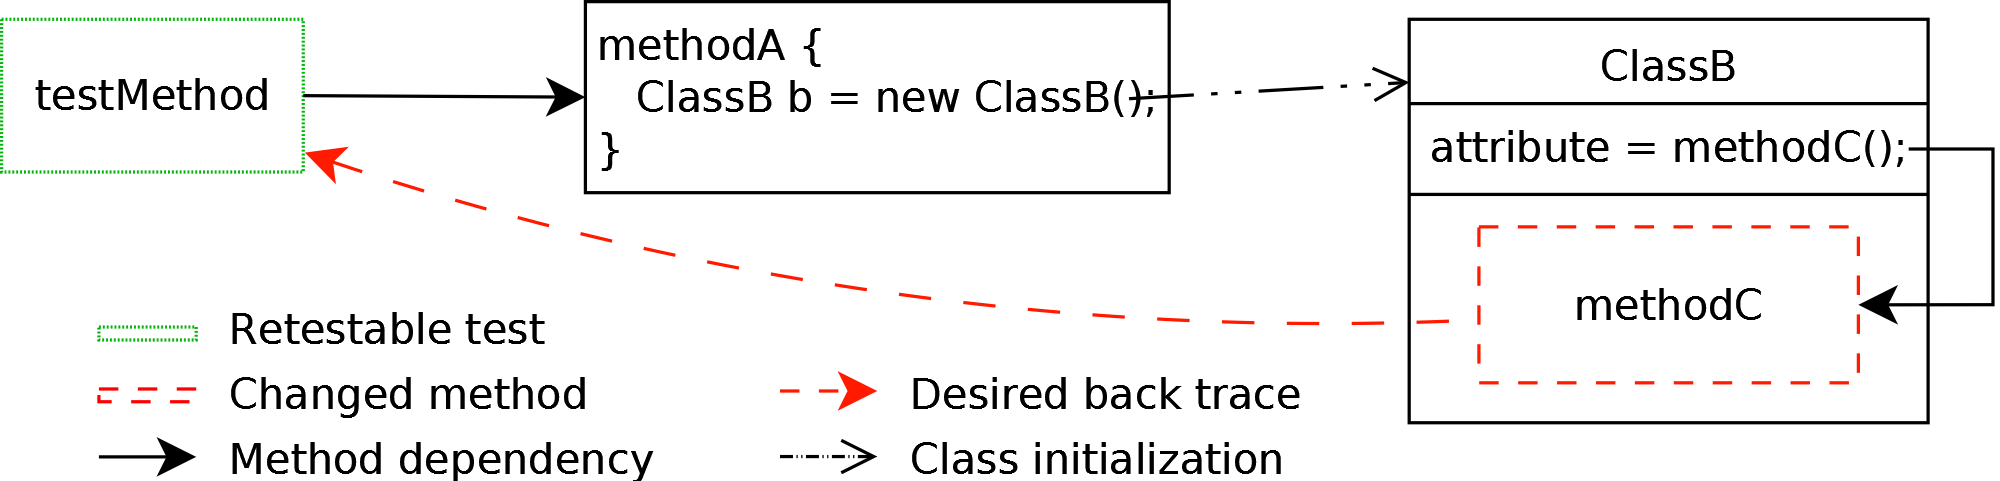 testMethod
methodA {
ClassB b = new ClassB();
}
ClassB
attribute = methodC();
methodC
Retestable test
Changed method
Method dependency
Desired back trace
Class initialization